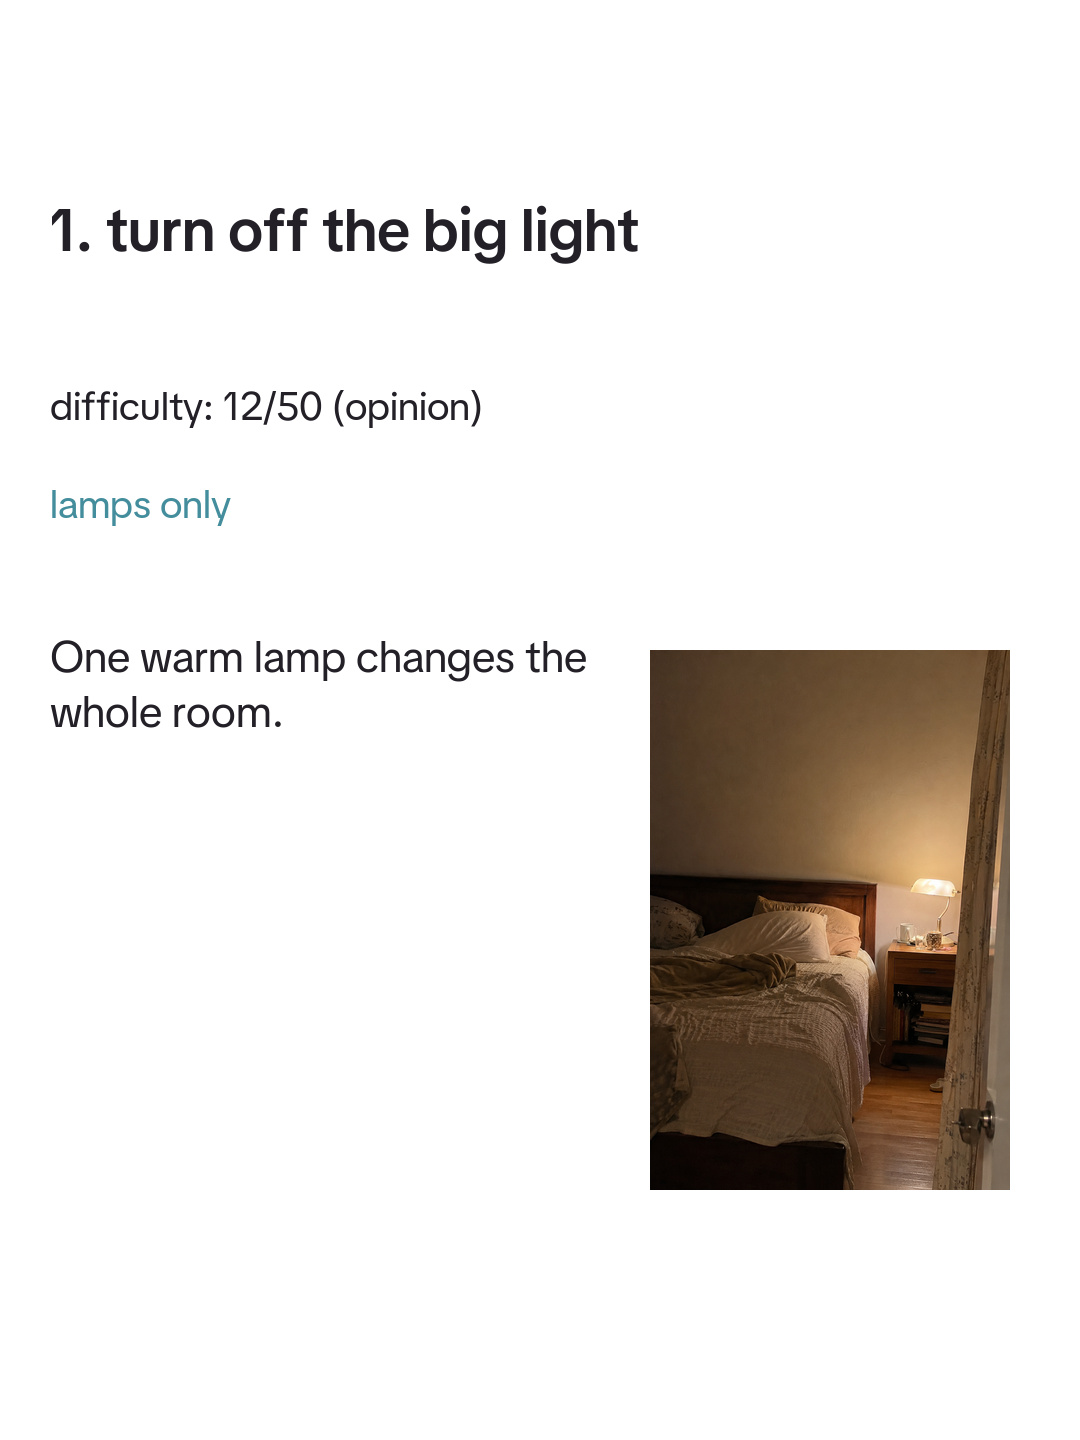 1. turn off the big light
difficulty: 12/50 (opinion)
lamps only
One warm lamp changes the
whole room.